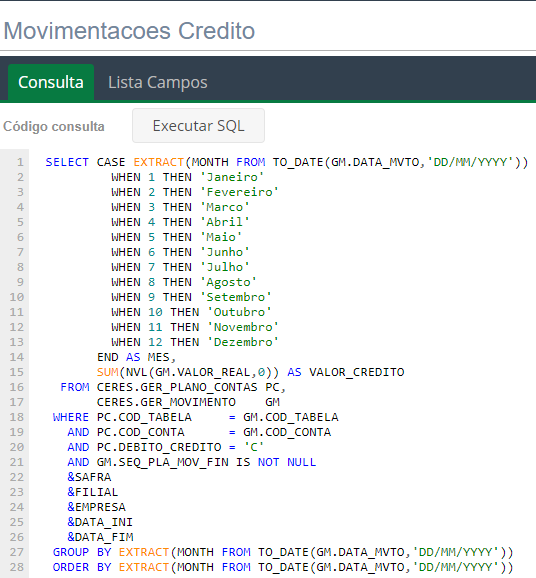 Movimentacoes Credito
Consulta Lista Campos
Código consulta Executar SQL
1 SELECT CASE EXTRACT(MONTH FROM TO_DATE(GM.DATA_MVTO,'DD/MM/YYYY'))
2 WHEN 1 THEN 'Janeiro'
3 WHEN 2 THEN 'Fevereiro'
4 WHEN 3 THEN 'Marco'
5 WHEN 4 THEN 'Abril'
6 WHEN 5 THEN 'Maio'
7 WHEN 6 THEN 'Junho'
8 WHEN 7 THEN 'Julho'
9 WHEN 8 THEN 'Agosto'
10 WHEN 9 THEN 'Setembro'
11 WHEN 10 THEN 'Outubro'
12 WHEN 11 THEN 'Novembro'
13 WHEN 12 THEN 'Dezembro'
14 END AS MES,
15 SUM(NVL(GM.VALOR_REAL,0)) AS VALOR_CREDITO
16 FROM CERES.GER_PLANO_CONTAS PC,
17 CERES.GER_MOVIMENTO GM
18 WHERE PC.COD_TABELA = GM.COD_TABELA
19 AND PC.COD_CONTA = GM.COD_CONTA
20 AND PC.DEBITO_CREDITO = 'C'
21 AND GM.SEQ_PLA_MOV_FIN IS NOT NULL
22 &SAFRA
23 &FILIAL
24 &EMPRESA
25 &DATA_INI
26 &DATA_FIM
27 GROUP BY EXTRACT(MONTH FROM TO_DATE(GM.DATA_MVTO,'DD/MM/YYYY'))
28 ORDER BY EXTRACT(MONTH FROM TO_DATE(GM.DATA_MVTO,'DD/MM/YYYY'))